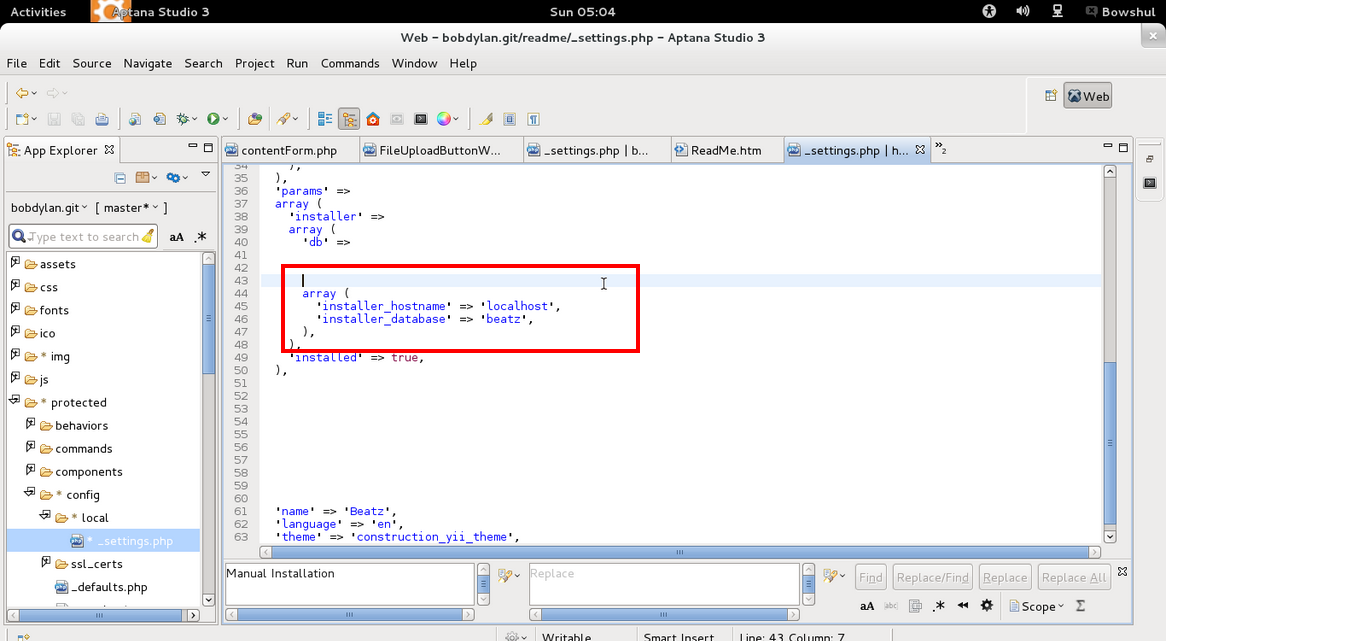 Activities Aptana Studio 3 Sun 05:04 Bowshul
Web – bobdylan.git/readme/_settings.php – Aptana Studio 3
File Edit Source Navigate Search Project Run Commands Window Help
Web
App Explorer
contentForm.php FileUploadButtonW... _settings.php | b... ReadMe.htm _settings.php | h... »2
bobdylan.git [ master* ]
Type text to search aA .*
assets
css
fonts
ico
* img
js
* protected
behaviors
commands
components
* config
* local
* _settings.php
ssl_certs
_defaults.php
34 ),
35 ),
36 'params' =>
37 array (
38 'installer' =>
39 array (
40 'db' =>
41
42
43
44 array (
45 'installer_hostname' => 'localhost',
46 'installer_database' => 'beatz',
47 ),
48 ),
49 'installed' => true,
50 ),
51
52
53
54
55
56
57
58
59
60
61 'name' => 'Beatz',
62 'language' => 'en',
63 'theme' => 'construction_yii_theme',
Manual Installation Replace Find Replace/Find Replace Replace All
aA abc .* Scope Σ
Writable Smart Insert Line: 43 Column: 7